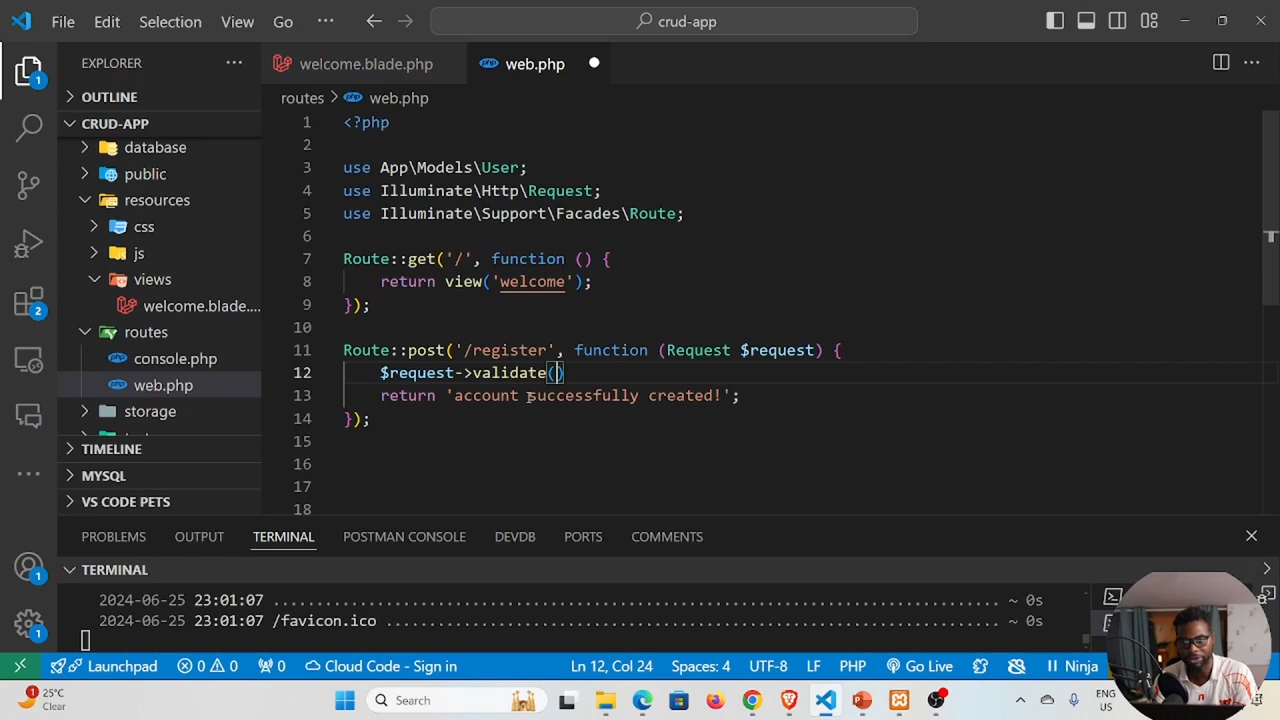 File Edit Selection View Go ··· crud-app
EXPLORER ···
welcome.blade.php
web.php
OUTLINE
routes > web.php
CRUD-APP
database
public
resources
css
js
views
welcome.blade....
routes
console.php
web.php
storage
TIMELINE
MYSQL
VS CODE PETS
1 <?php
2
3 use App\Models\User;
4 use Illuminate\Http\Request;
5 use Illuminate\Support\Facades\Route;
6
7 Route::get('/', function () {
8 return view('welcome');
9 });
10
11 Route::post('/register', function (Request $request) {
12 $request->validate()
13 return 'account successfully created!';
14 });
15
16
17
18
PROBLEMS OUTPUT TERMINAL POSTMAN CONSOLE DEVDB PORTS COMMENTS
TERMINAL
2024-06-25 23:01:07 ..................................................................... ~ 0s
2024-06-25 23:01:07 /favicon.ico ......................................................... ~ 0s
Launchpad 0 0 0 Cloud Code - Sign in Ln 12, Col 24 Spaces: 4 UTF-8 LF PHP Go Live Ninja
1 25°C
Clear
Search
ENG
US
1
2
1
1